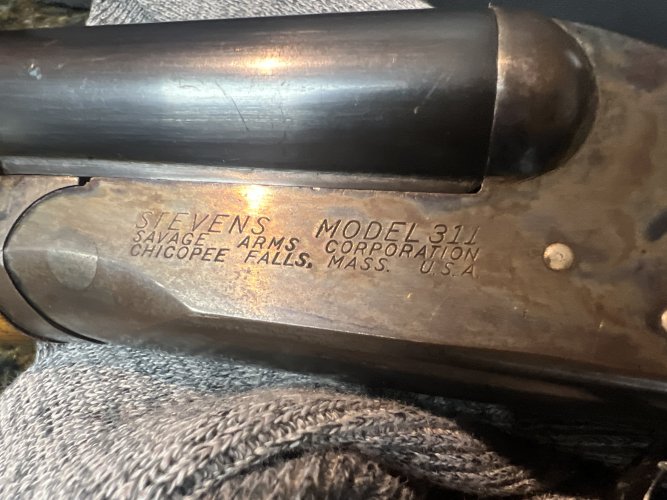 STEVENS MODEL 311
SAVAGE ARMS CORPORATION
CHICOPEE FALLS, MASS. U.S.A